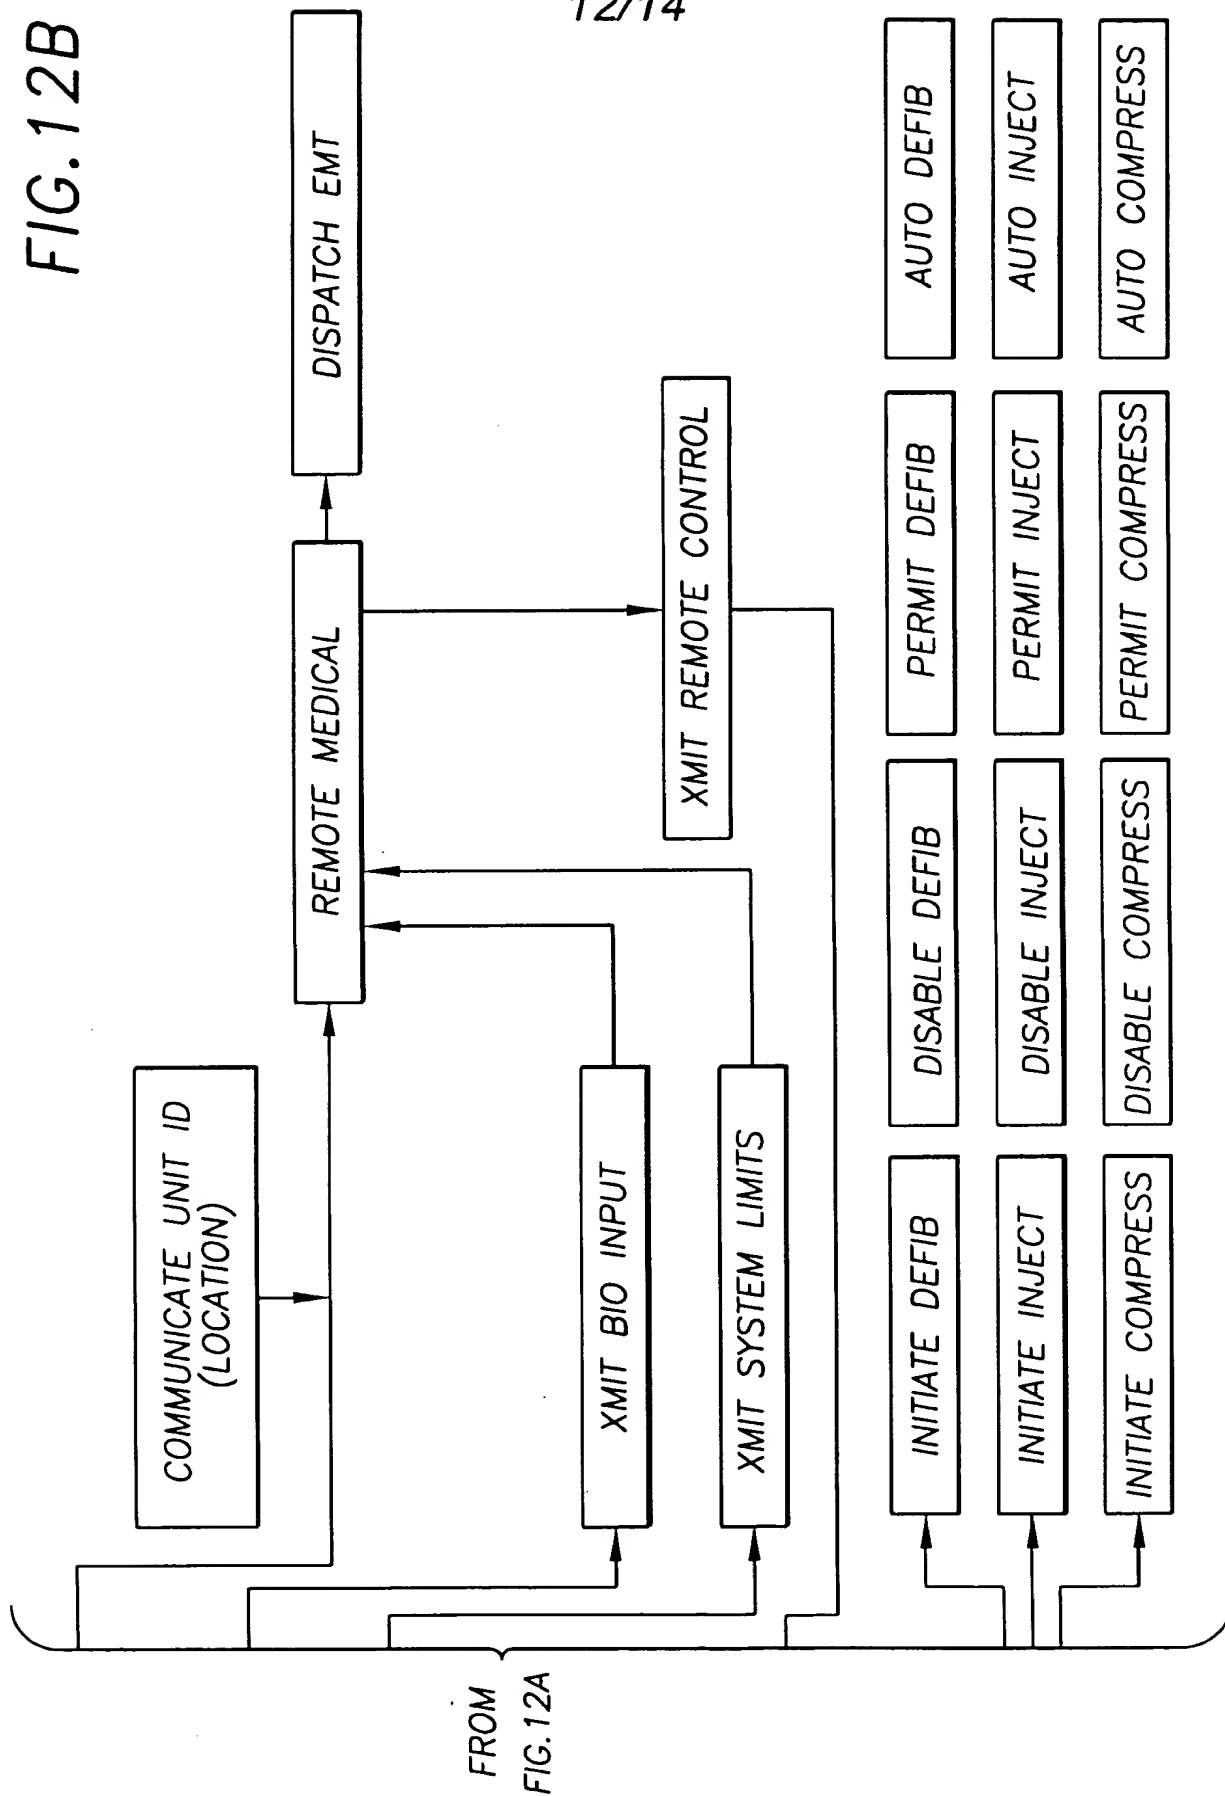 12/14
FIG.12B
COMMUNICATE UNIT ID
(LOCATION)
REMOTE MEDICAL
DISPATCH EMT
XMIT BIO INPUT
XMIT SYSTEM LIMITS
XMIT REMOTE CONTROL
FROM
FIG.12A
INITIATE DEFIB
DISABLE DEFIB
PERMIT DEFIB
AUTO DEFIB
INITIATE INJECT
DISABLE INJECT
PERMIT INJECT
AUTO INJECT
INITIATE COMPRESS
DISABLE COMPRESS
PERMIT COMPRESS
AUTO COMPRESS